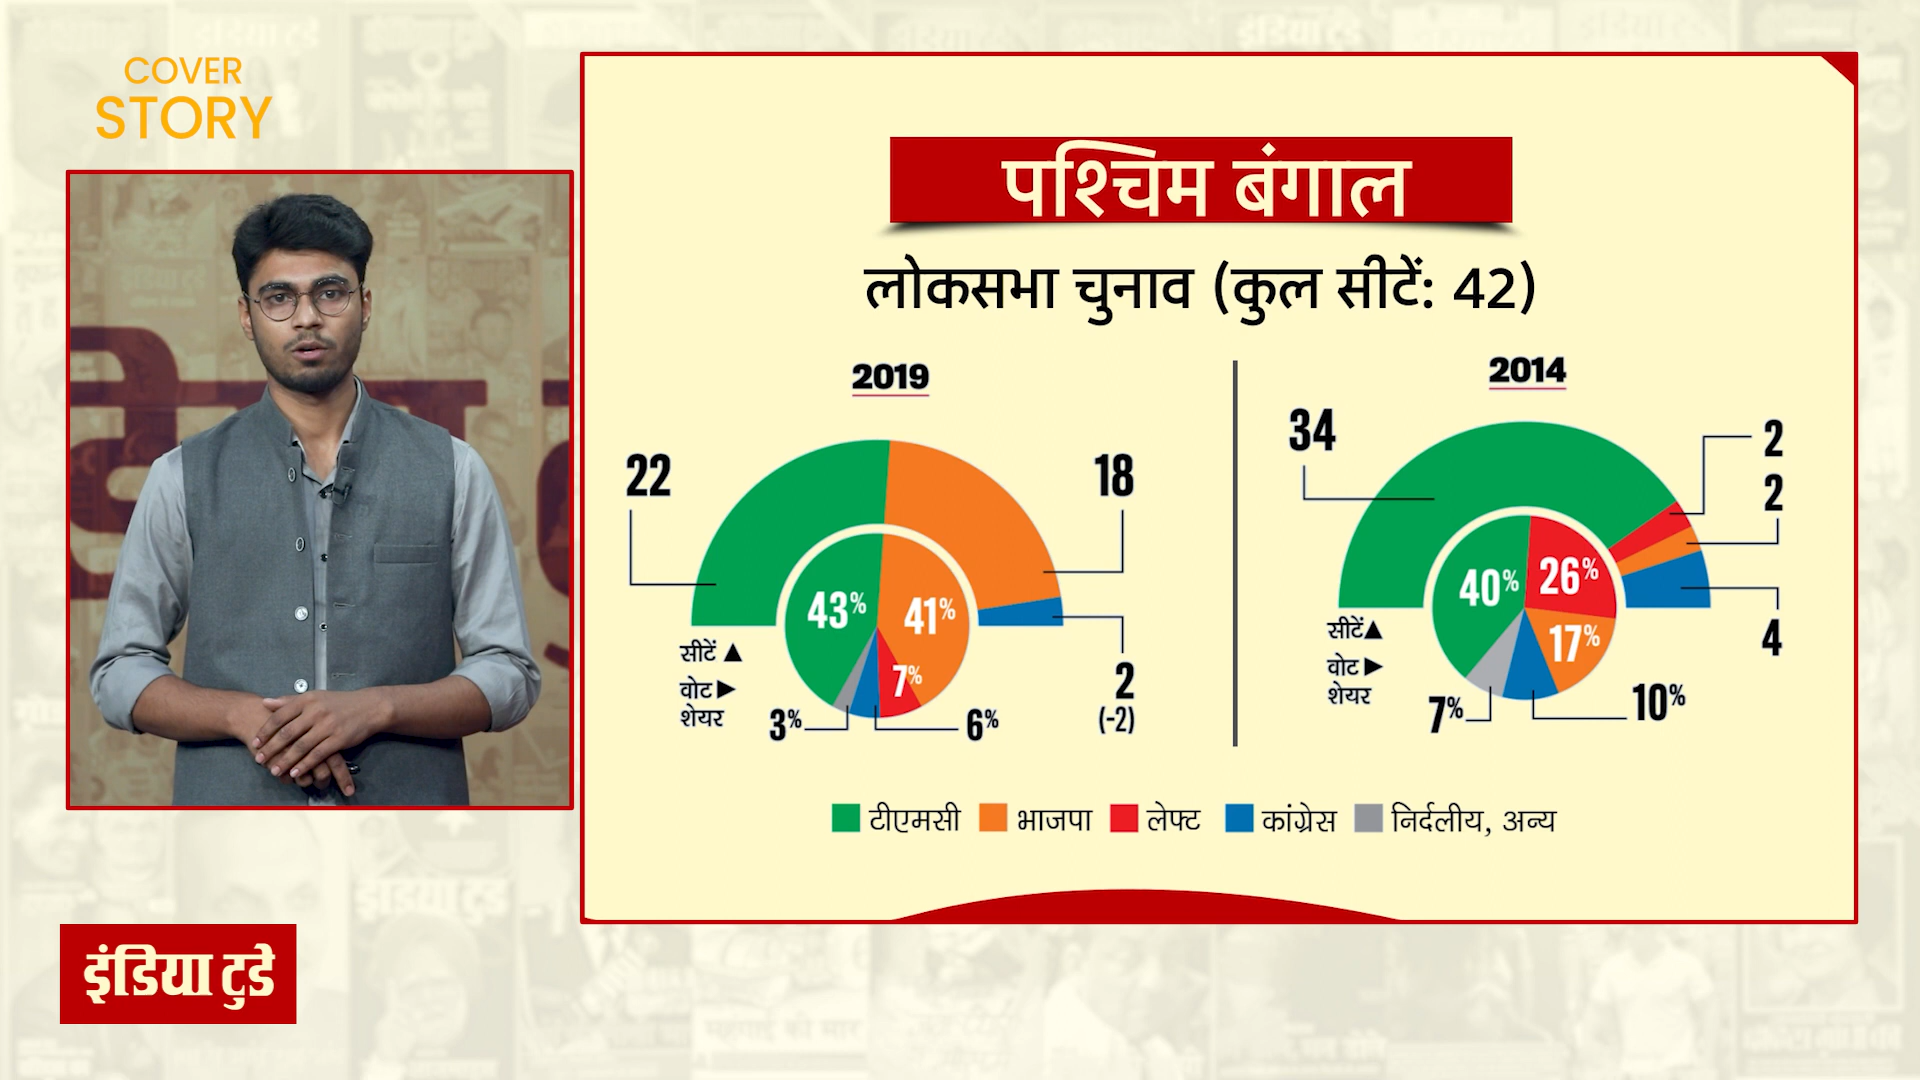 COVER
STORY
पश्चिम बंगाल
लोकसभा चुनाव (कुल सीटें: 42)
2019
22
18
43%
41%
7%
3%
6%
2
(-2)
सीटें ▲
वोट ▶
शेयर
2014
34
2
2
4
40%
26%
17%
7%
10%
सीटें▲
वोट ▶
शेयर
टीएमसी भाजपा लेफ्ट कांग्रेस निर्दलीय, अन्य
इंडिया टुडे